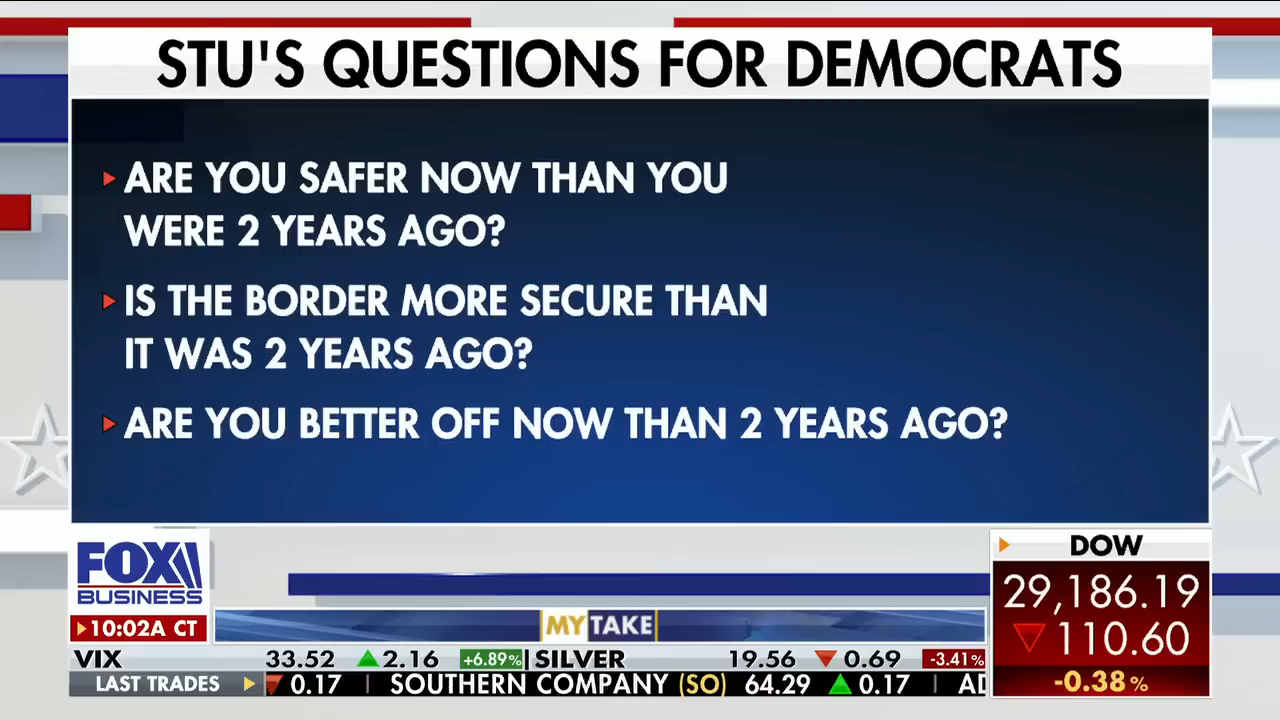 STU'S QUESTIONS FOR DEMOCRATS
ARE YOU SAFER NOW THAN YOU
WERE 2 YEARS AGO?
IS THE BORDER MORE SECURE THAN
IT WAS 2 YEARS AGO?
ARE YOU BETTER OFF NOW THAN 2 YEARS AGO?
FOX
BUSINESS
10:02A CT
MY TAKE
DOW
29,186.19
110.60
-0.38%
VIX 33.52 2.16 +6.89% SILVER 19.56 0.69 -3.41%
LAST TRADES 0.17 | SOUTHERN COMPANY (SO) 64.29 0.17 | AD